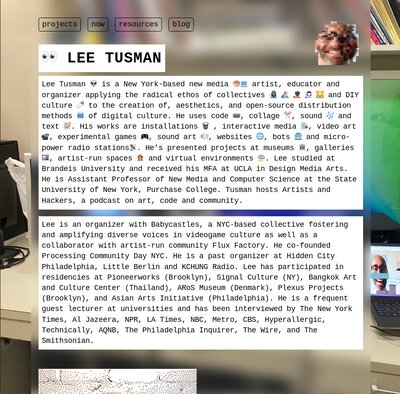 projects now resources blog
LEE TUSMAN
Lee Tusman is a New York-based new media artist, educator and
organizer applying the radical ethos of collectives and DIY
culture to the creation of, aesthetics, and open-source distribution
methods of digital culture. He uses code, collage, sound and
text. His works are installations, interactive media, video art
, experimental games, sound art, websites, bots and micro-
power radio stations. He's presented projects at museums, galleries
, artist-run spaces and virtual environments. Lee studied at
Brandeis University and received his MFA at UCLA in Design Media Arts.
He is Assistant Professor of New Media and Computer Science at the State
University of New York, Purchase College. Tusman hosts Artists and
Hackers, a podcast on art, code and community.
Lee is an organizer with Babycastles, a NYC-based collective fostering
and amplifying diverse voices in videogame culture as well as a
collaborator with artist-run community Flux Factory. He co-founded
Processing Community Day NYC. He is a past organizer at Hidden City
Philadelphia, Little Berlin and KCHUNG Radio. Lee has participated in
residencies at Pioneerworks (Brooklyn), Signal Culture (NY), Bangkok Art
and Culture Center (Thailand), ARoS Museum (Denmark), Plexus Projects
(Brooklyn), and Asian Arts Initiative (Philadelphia). He is a frequent
guest lecturer at universities and has been interviewed by The New York
Times, Al Jazeera, NPR, LA Times, NBC, Metro, CBS, Hyperallergic,
Technically, AQNB, The Philadelphia Inquirer, The Wire, and The
Smithsonian.